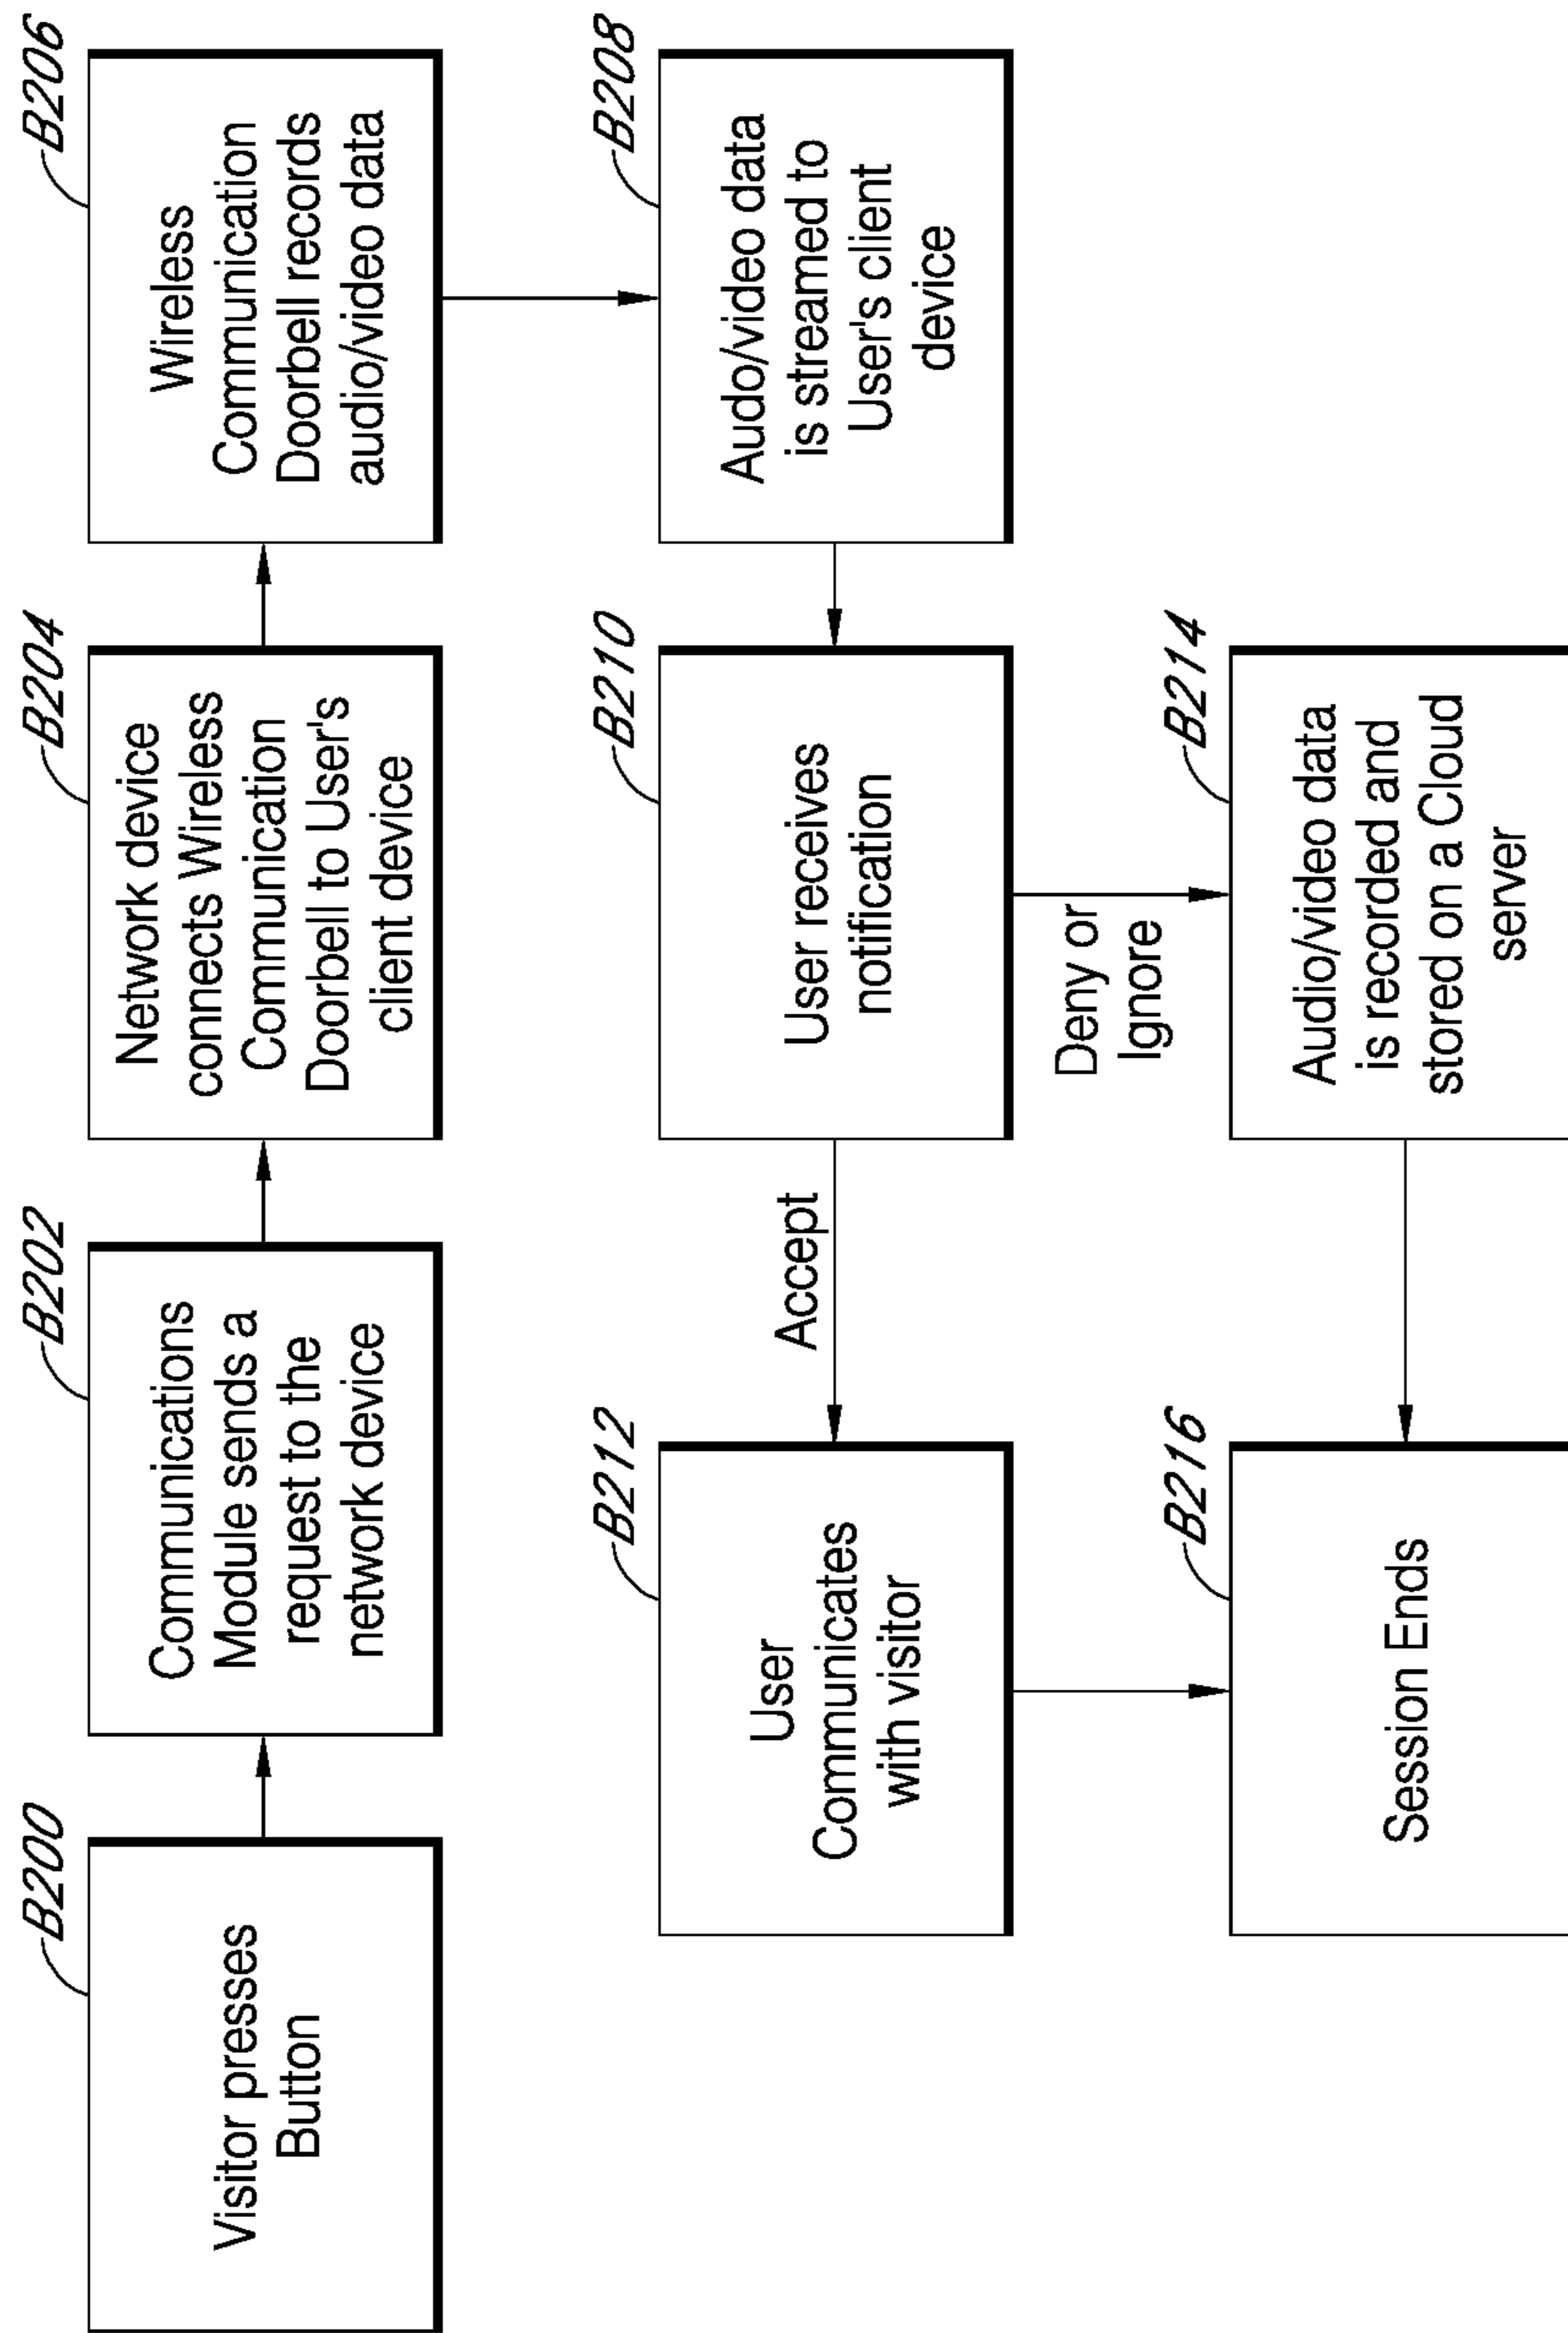 B200
Visitor presses
Button
B202
Communications
Module sends a
request to the
network device
B204
Network device
connects Wireless
Communication
Doorbell to User's
client device
B206
Wireless
Communication
Doorbell records
audio/video data
B208
Audo/video data
is streamed to
User's client
device
B210
User receives
notification
Accept
Deny or
Ignore
B212
User
Communicates
with visitor
B214
Audio/video data
is recorded and
stored on a Cloud
server
B216
Session Ends